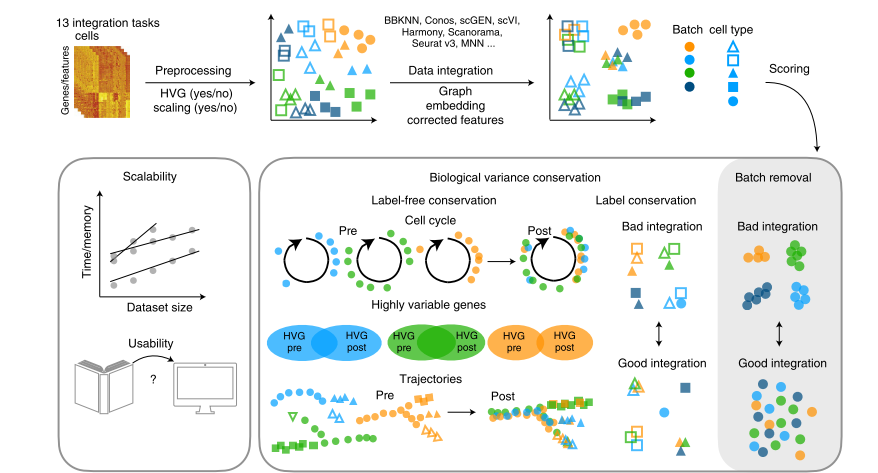 13 integration tasks
cells
Genes/features
Preprocessing
HVG (yes/no)
scaling (yes/no)
BBKNN, Conos, scGEN, scVI,
Harmony, Scanorama,
Seurat v3, MNN ...
Data integration
Graph
embedding
corrected features
Batch
cell type
Scoring
Scalability
Time/memory
Dataset size
Usability
?
Biological variance conservation
Label-free conservation
Cell cycle
Pre
Post
Highly variable genes
HVG
pre
HVG
post
HVG
pre
HVG
post
HVG
pre
HVG
post
Trajectories
Pre
Post
Label conservation
Bad integration
Good integration
Batch removal
Bad integration
Good integration